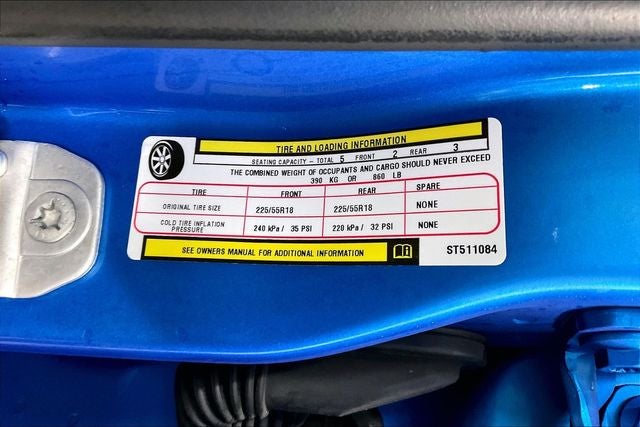 TIRE AND LOADING INFORMATION
SEATING CAPACITY - TOTAL 5 FRONT 2 REAR 3
THE COMBINED WEIGHT OF OCCUPANTS AND CARGO SHOULD NEVER EXCEED
390 KG OR 860 LB
TIRE FRONT REAR SPARE
ORIGINAL TIRE SIZE 225/55R18 225/55R18 NONE
COLD TIRE INFLATION PRESSURE 240 kPa / 35 PSI 220 kPa / 32 PSI NONE
SEE OWNERS MANUAL FOR ADDITIONAL INFORMATION ST511084